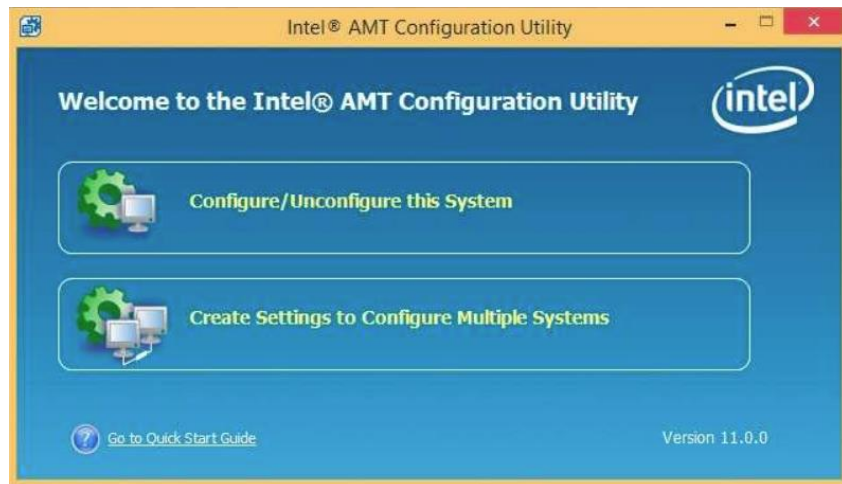 Intel® AMT Configuration Utility
Welcome to the Intel® AMT Configuration Utility
intel
Configure/Unconfigure this System
Create Settings to Configure Multiple Systems
? Go to Quick Start Guide
Version 11.0.0